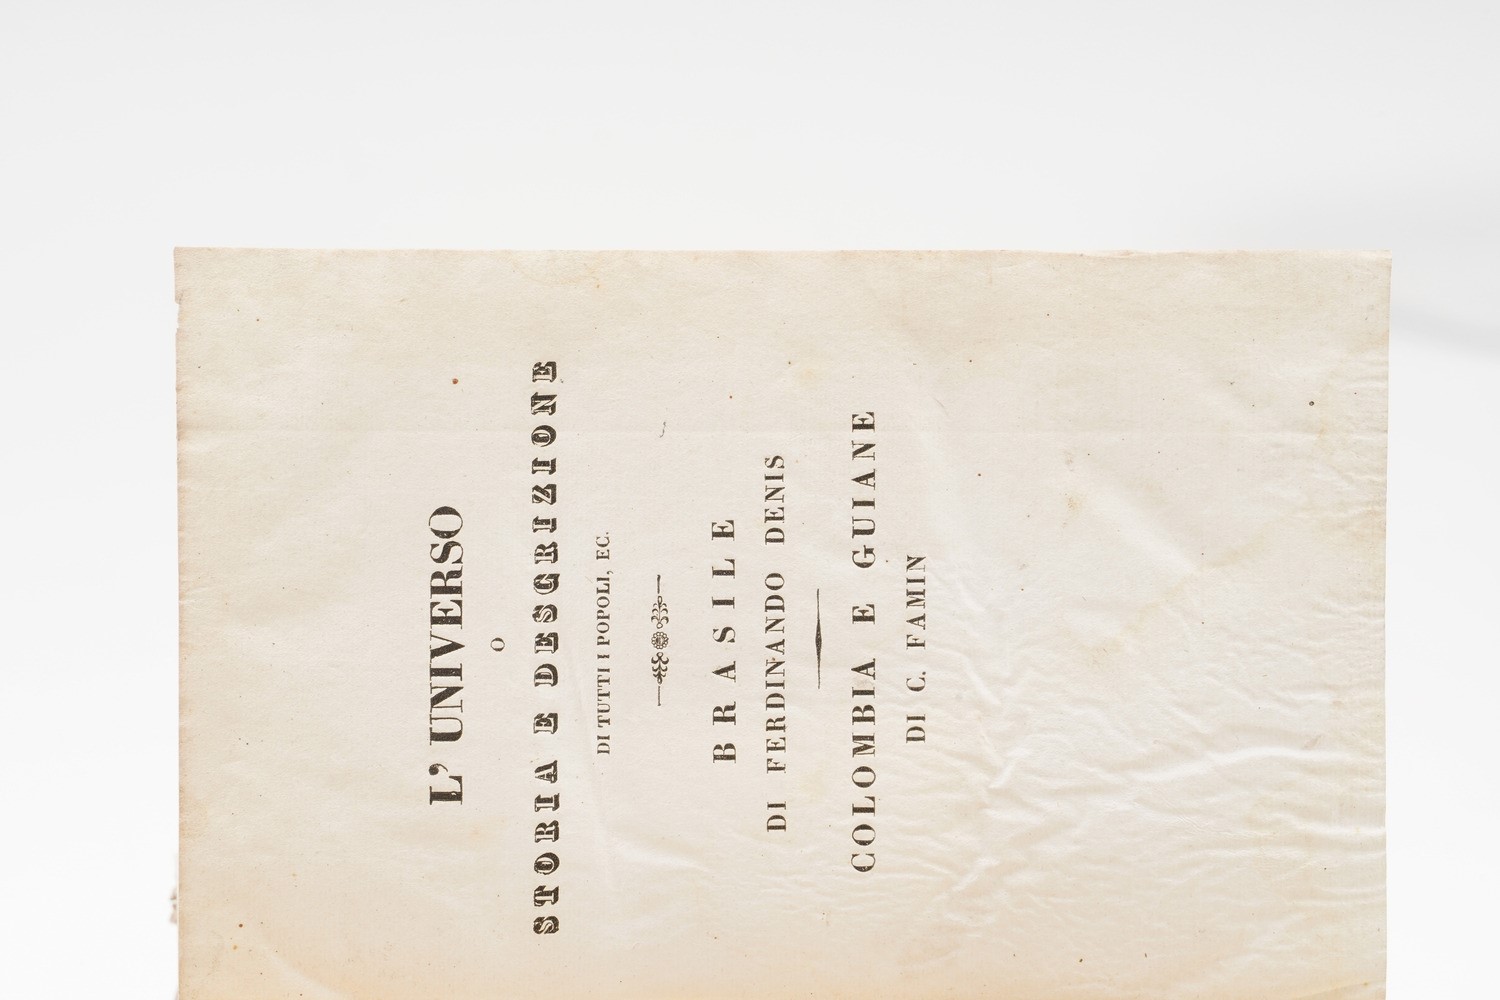 L' UNIVERSO
O
STORIA E DESCRIZIONE
DI TUTTI I POPOLI, EC.
BRASILE
DI FERDINANDO DENIS
COLOMBIA E GUIANE
DI C. FAMIN